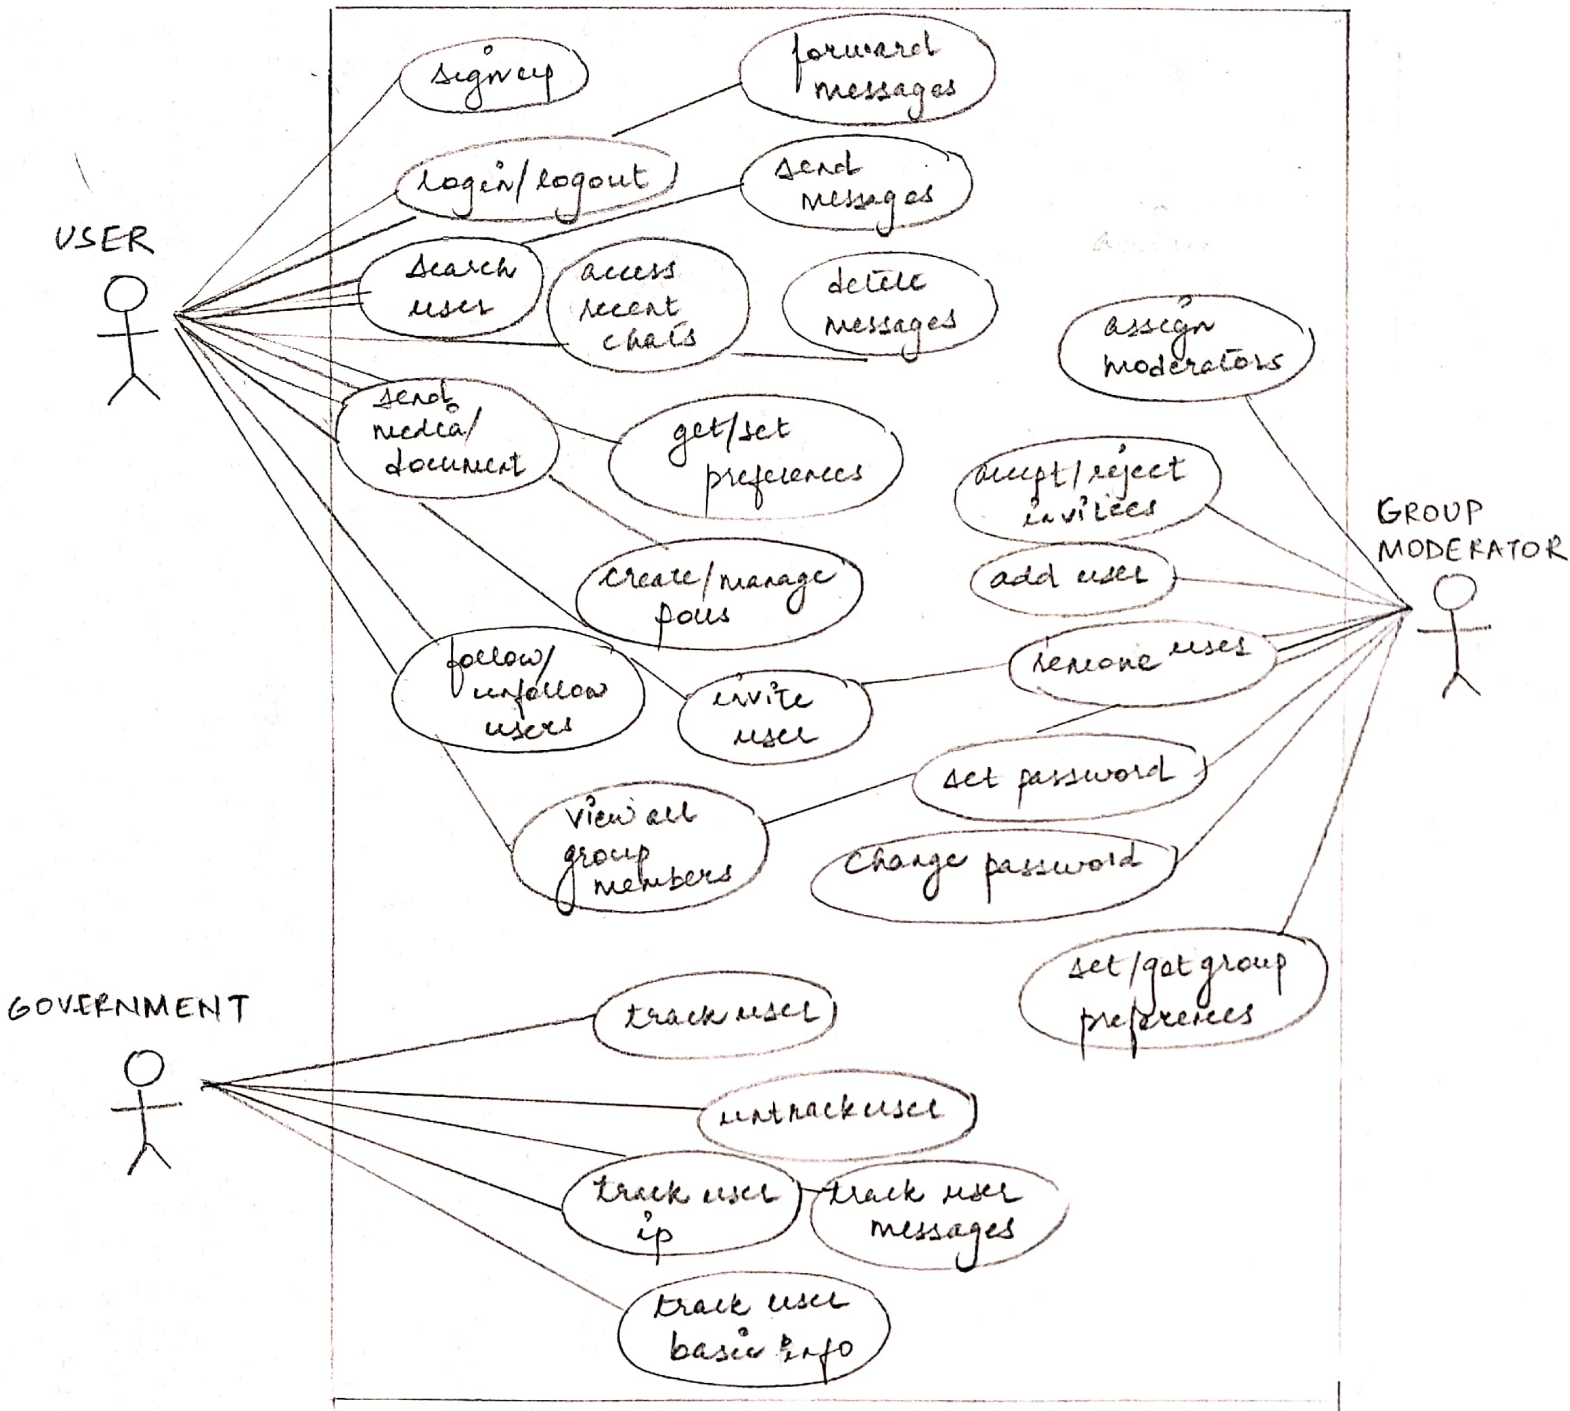 signup
forward
messages
login/logout
send
messages
USER
search
user
access
recent
chats
delete
messages
assign
moderators
send
media/
document
get/set
preferences
accept/reject
invitees
GROUP
MODERATOR
create/manage
polls
add user
follow/
unfollow
users
invite
user
remove user
set password
view all
group
members
change password
set/get group
preferences
GOVERNMENT
track user
untrack user
track user
ip
track user
messages
track user
basic info